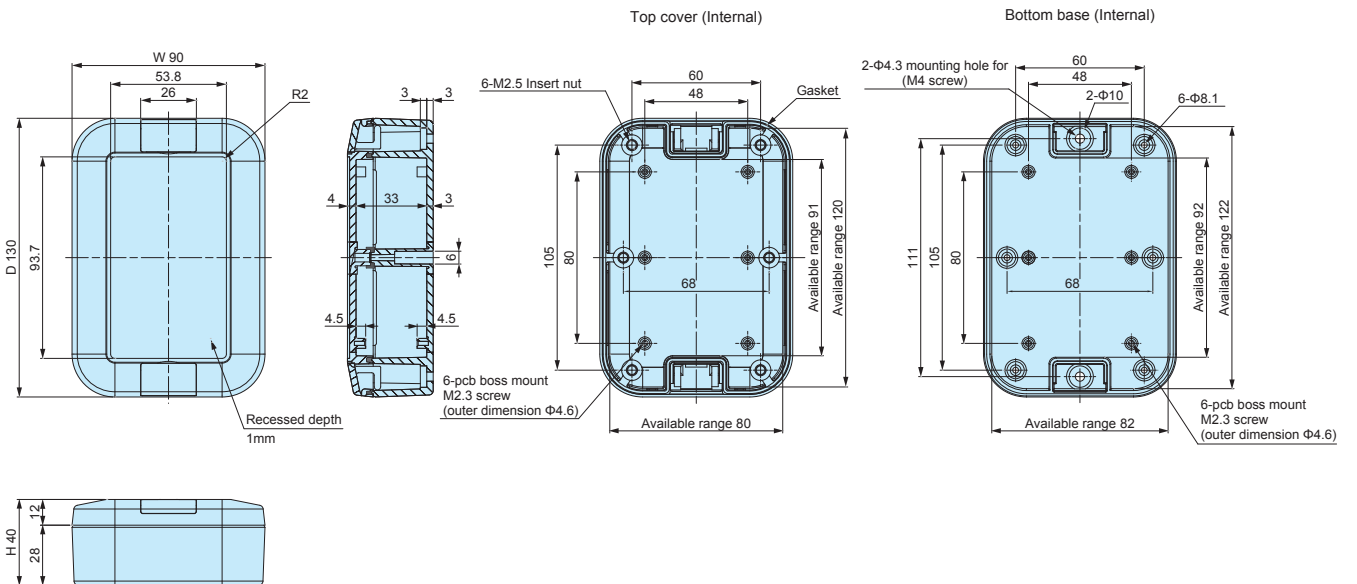 Top cover (Internal)
Bottom base (Internal)
W 90
53.8
26
R2
D 130
93.7
Recessed depth
1mm
3
3
4
33
3
6
4.5
4.5
6-M2.5 Insert nut
60
48
Gasket
105
80
68
Available range 91
Available range 120
6-pcb boss mount
M2.3 screw
(outer dimension Φ4.6)
Available range 80
2-Φ4.3 mounting hole for
(M4 screw)
60
48
2-Φ10
6-Φ8.1
111
105
80
68
Available range 92
Available range 122
Available range 82
6-pcb boss mount
M2.3 screw
(outer dimension Φ4.6)
H 40
12
28